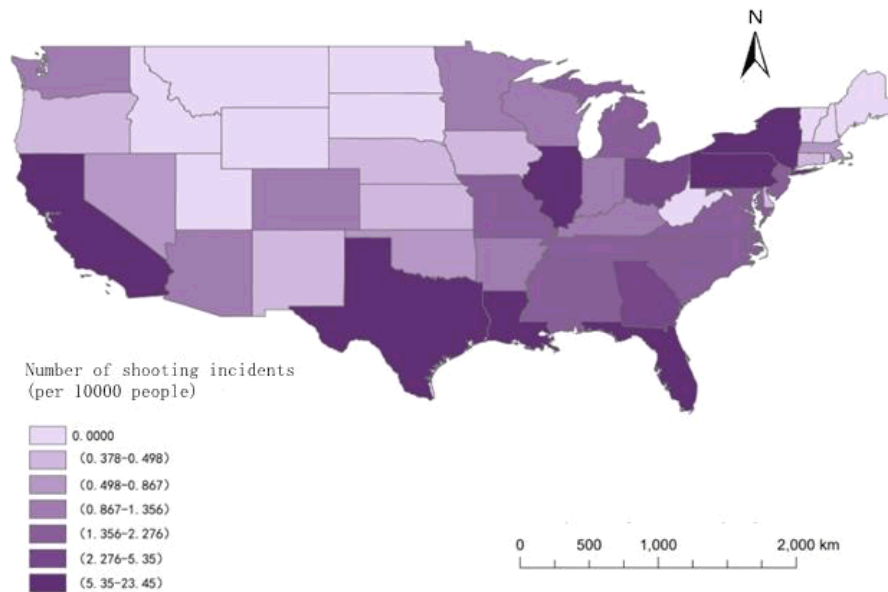 N
Number of shooting incidents
(per 10000 people)
0.0000
(0.378-0.498)
(0.498-0.867)
(0.867-1.356)
(1.356-2.276)
(2.276-5.35)
(5.35-23.45)
0 500 1,000 2,000 km